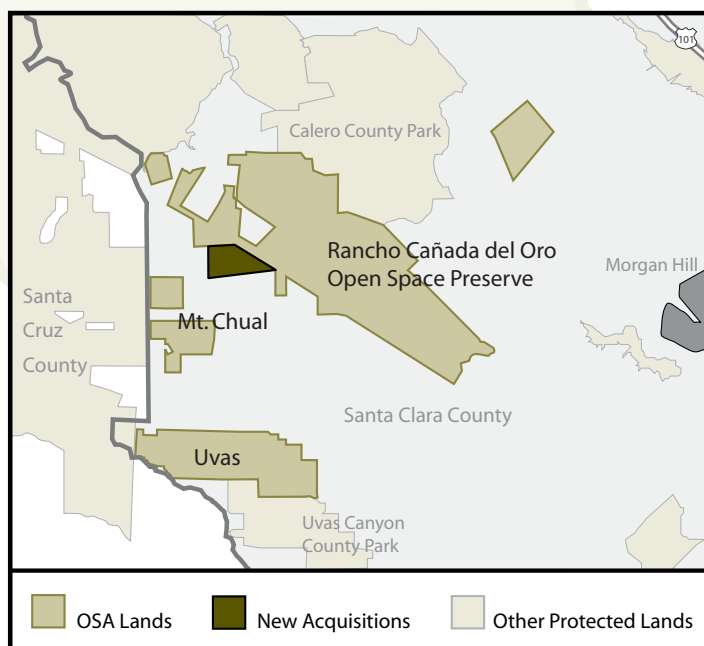 101
Calero County Park
Rancho Cañada del Oro
Open Space Preserve
Morgan Hill
Santa
Cruz
County
Mt. Chual
Santa Clara County
Uvas
Uvas Canyon
County Park
OSA Lands
New Acquisitions
Other Protected Lands